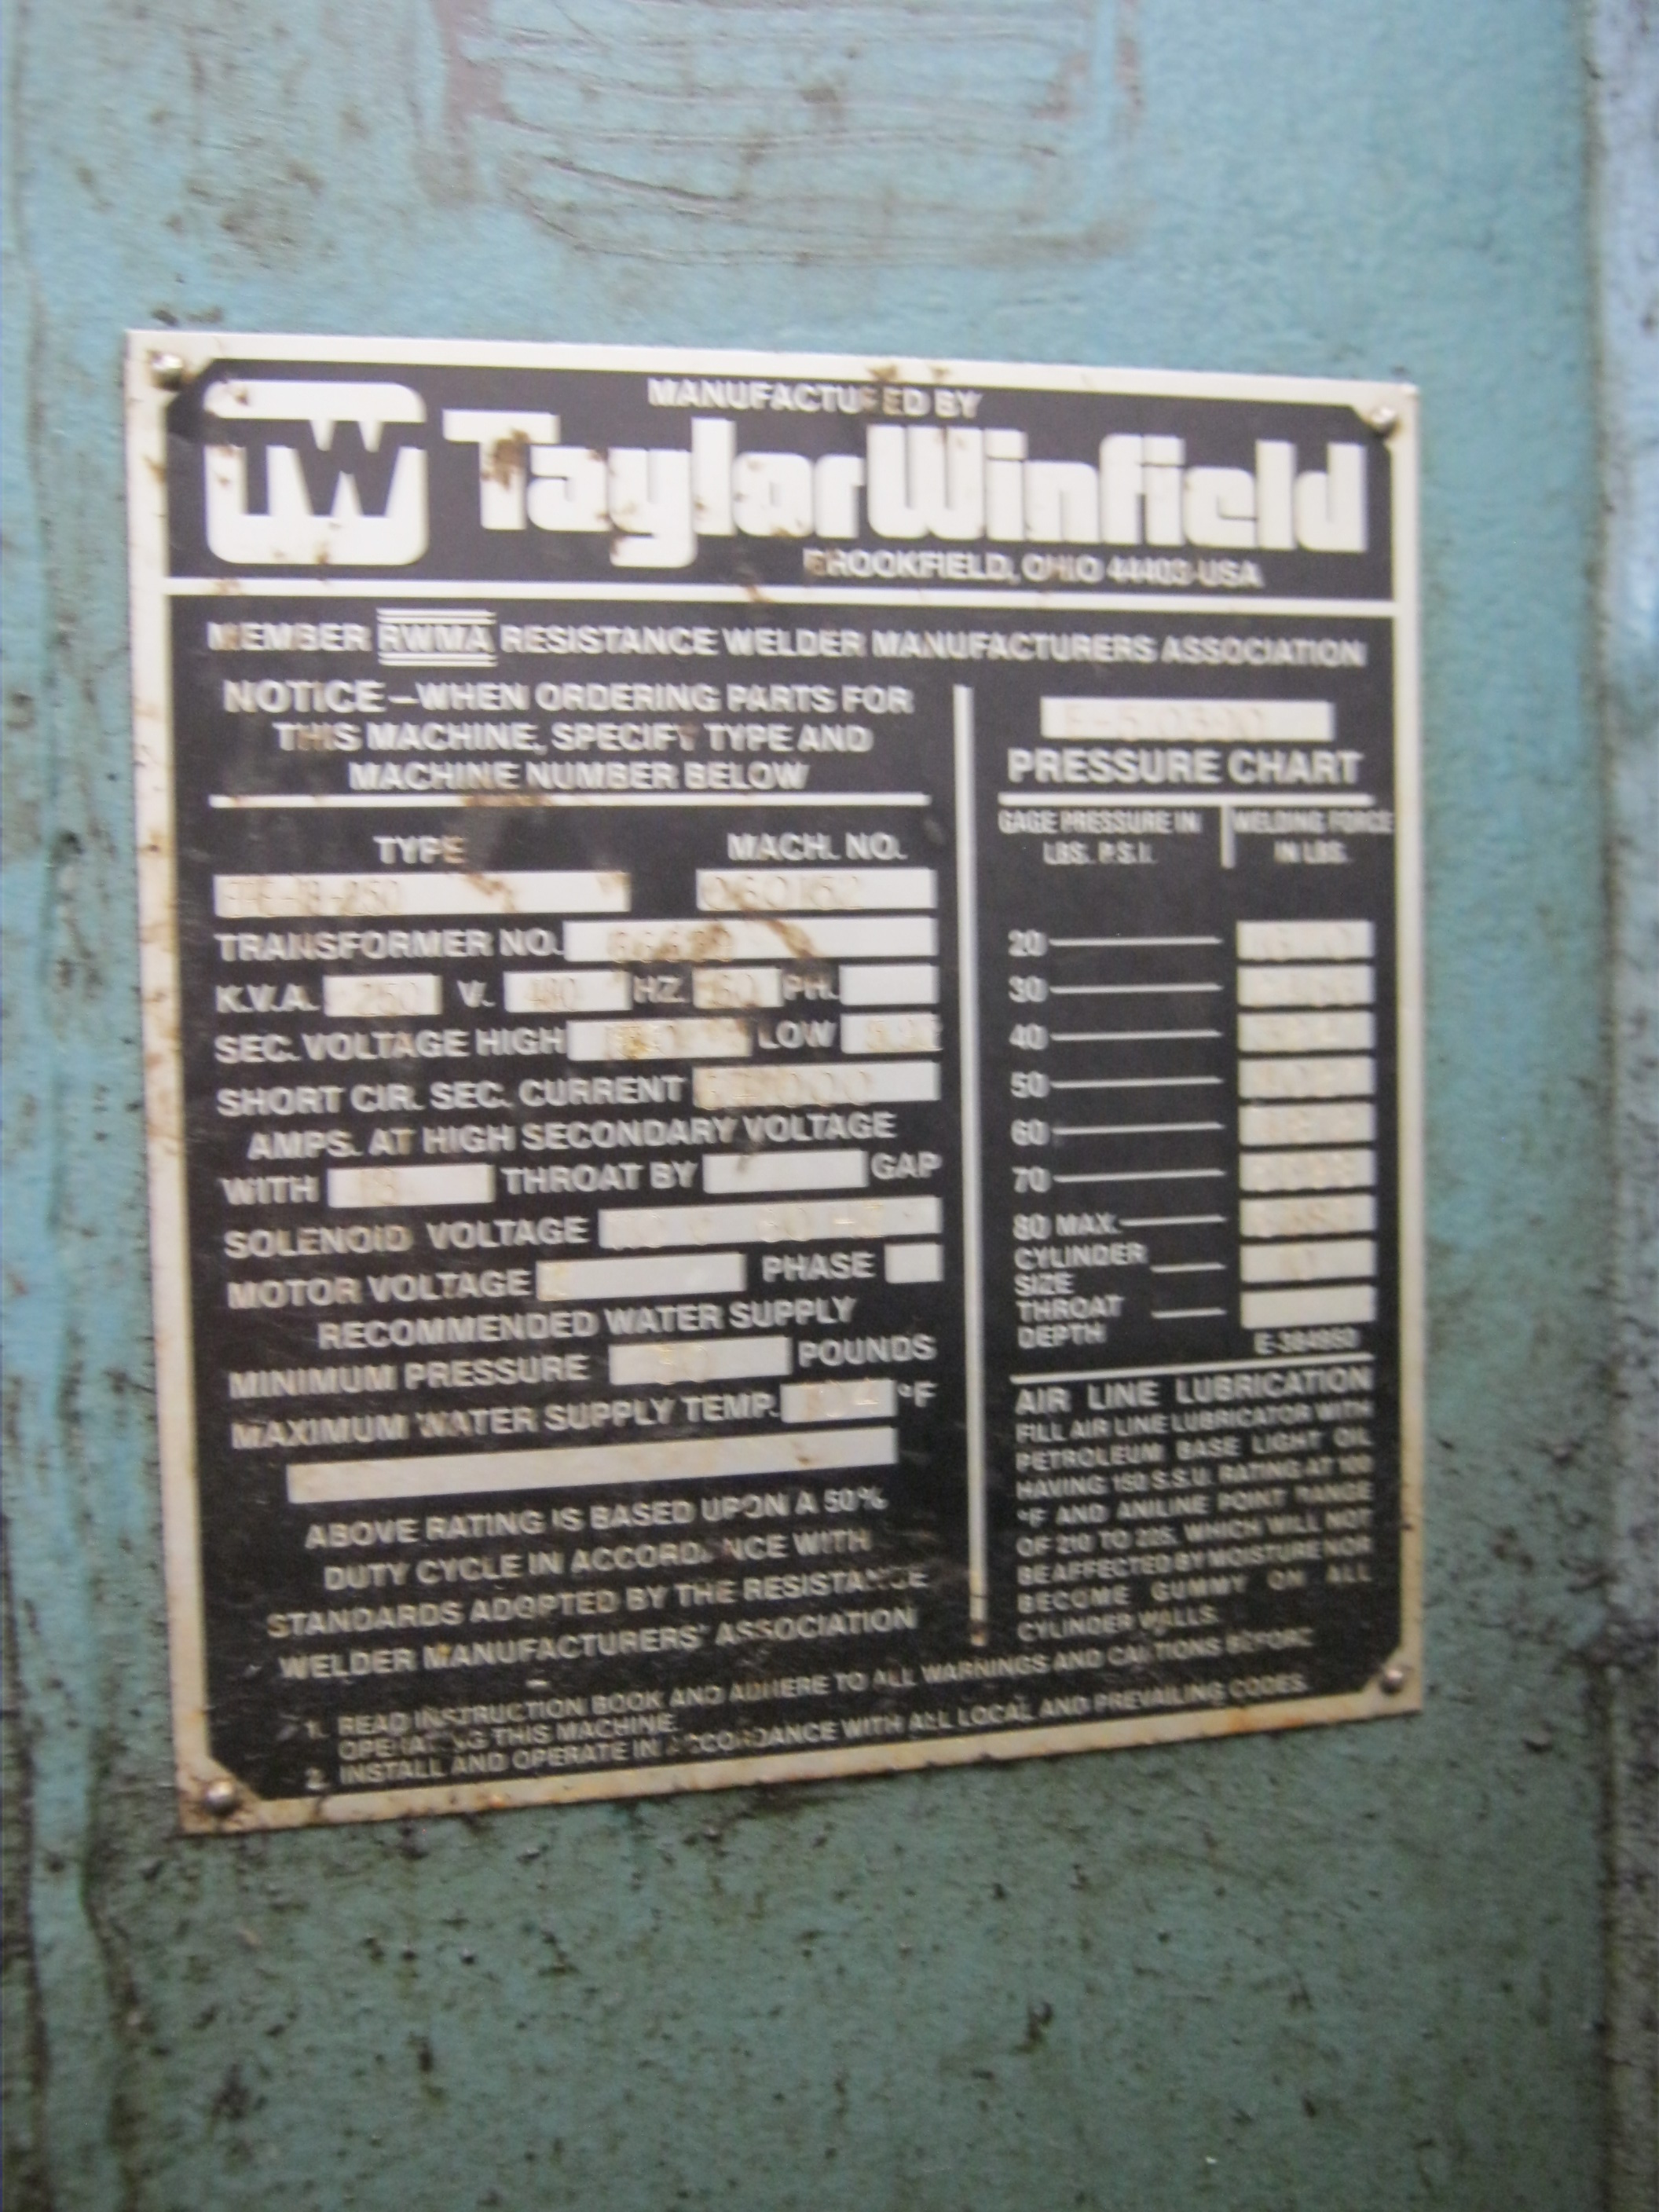 MANUFACTURED BY
TW TaylorWinfield
BROOKFIELD, OHIO 44403 USA
MEMBER RWMA RESISTANCE WELDER MANUFACTURERS ASSOCIATION
NOTICE—WHEN ORDERING PARTS FOR
THIS MACHINE, SPECIFY TYPE AND
MACHINE NUMBER BELOW
TYPE MACH. NO.
TRANSFORMER NO.
K.V.A. 250 V. 480 HZ. 60 PH.
SEC. VOLTAGE HIGH LOW
SHORT CIR. SEC. CURRENT
AMPS. AT HIGH SECONDARY VOLTAGE
WITH 18 THROAT BY GAP
SOLENOID VOLTAGE
MOTOR VOLTAGE PHASE
RECOMMENDED WATER SUPPLY
MINIMUM PRESSURE POUNDS
MAXIMUM WATER SUPPLY TEMP. °F
ABOVE RATING IS BASED UPON A 50%
DUTY CYCLE IN ACCORDANCE WITH
STANDARDS ADOPTED BY THE RESISTANCE
WELDER MANUFACTURERS' ASSOCIATION
PRESSURE CHART
GAGE PRESSURE IN WELDING FORCE
LBS. P.S.I. IN LBS.
20
30
40
50
60
70
80 MAX.
CYLINDER
SIZE
THROAT
DEPTH
E-384950
AIR LINE LUBRICATION
FILL AIR LINE LUBRICATOR WITH
PETROLEUM BASE LIGHT OIL
HAVING 150 S.S.U. RATING AT 100
°F AND ANILINE POINT RANGE
OF 210 TO 225, WHICH WILL NOT
BE AFFECTED BY MOISTURE NOR
BECOME GUMMY ON ALL
CYLINDER WALLS.
1. READ INSTRUCTION BOOK AND ADHERE TO ALL WARNINGS AND CAUTIONS BEFORE
OPERATING THIS MACHINE.
2. INSTALL AND OPERATE IN ACCORDANCE WITH ALL LOCAL AND PREVAILING CODES.